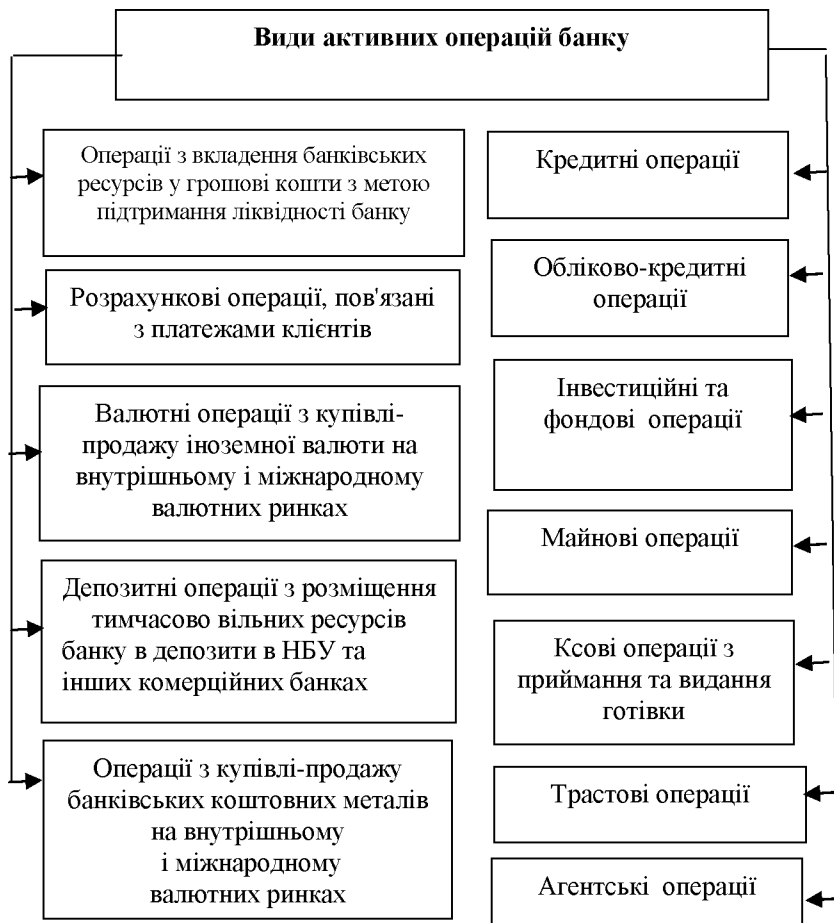 Види активних операцій банку
Операції з вкладення банківських
ресурсів у грошові кошти з метою
підтримання ліквідності банку
Розрахункові операції, пов'язані
з платежами клієнтів
Валютні операції з купівлі-
продажу іноземної валюти на
внутрішньому і міжнародному
валютних ринках
Депозитні операції з розміщення
тимчасово вільних ресурсів
банку в депозити в НБУ та
інших комерційних банках
Операції з купівлі-продажу
банківських коштовних металів
на внутрішньому
і міжнародному
валютних ринках
Кредитні операції
Обліково-кредитні
операції
Інвестиційні та
фондові операції
Майнові операції
Ксові операції з
приймання та видання
готівки
Трастові операції
Агентські операції